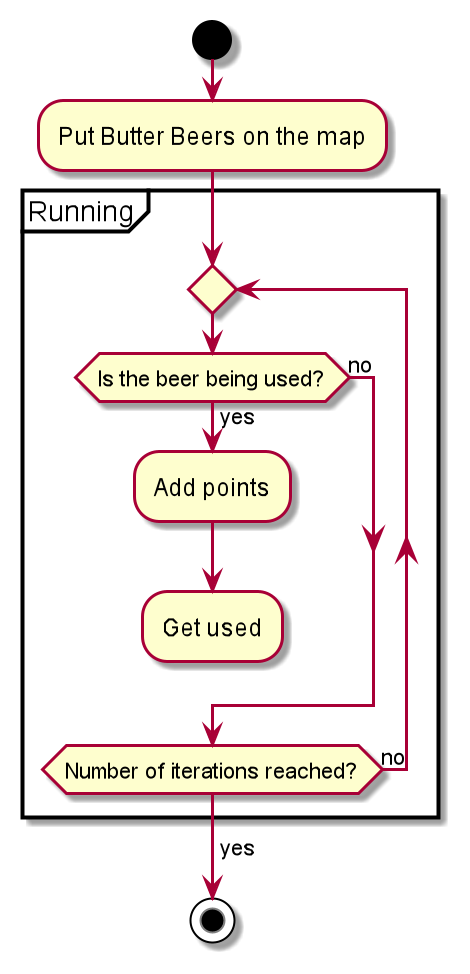 Put Butter Beers on the map
Running
Is the beer being used?
no
yes
Add points
Get used
Number of iterations reached?
no
yes